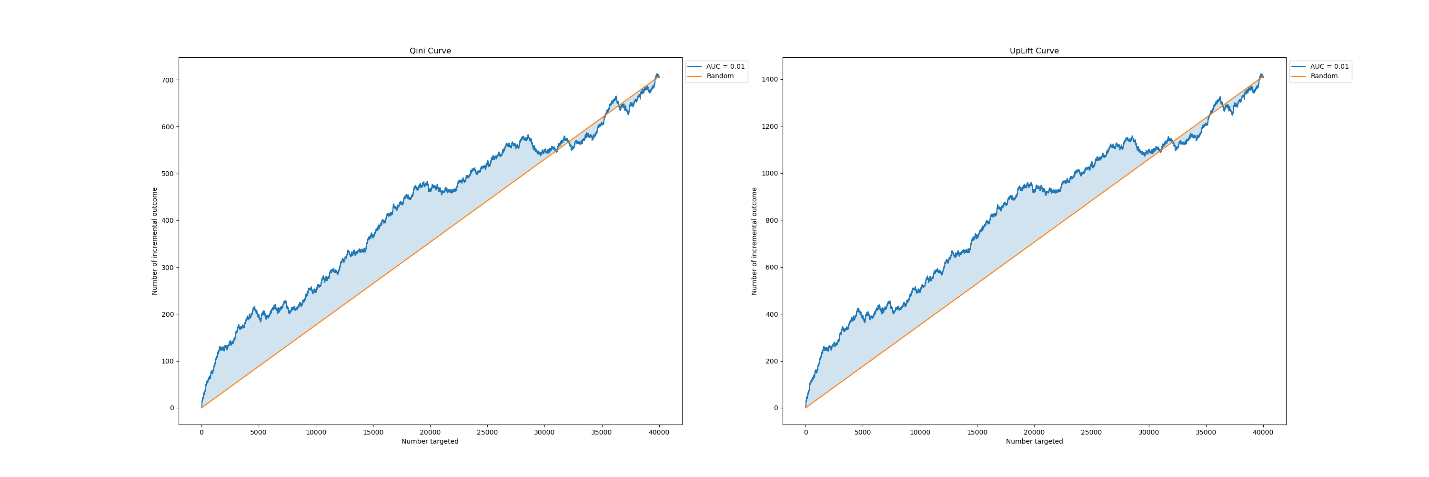 Qini Curve
AUC = 0.01
Random
700
600
500
400
300
200
100
0
Number of incremental outcome
0 5000 10000 15000 20000 25000 30000 35000 40000
Number targeted
UpLift Curve
AUC = 0.01
Random
1400
1200
1000
800
600
400
200
0
Number of incremental outcome
0 5000 10000 15000 20000 25000 30000 35000 40000
Number targeted